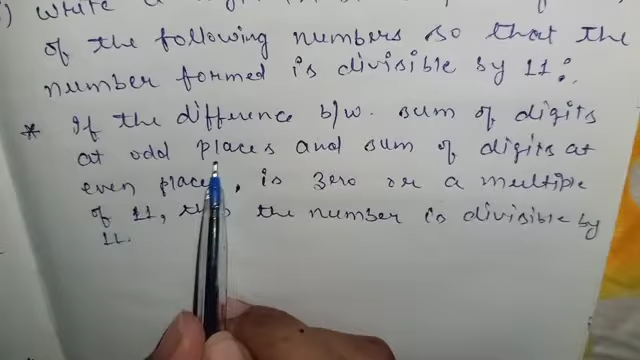 ) Write a digit
of the following numbers so that the
number formed is divisible by 11:
* If the difference b/w. sum of digits
at odd places and sum of digits at
even places, is zero or a multiple
of 11, the number is divisible by
11.